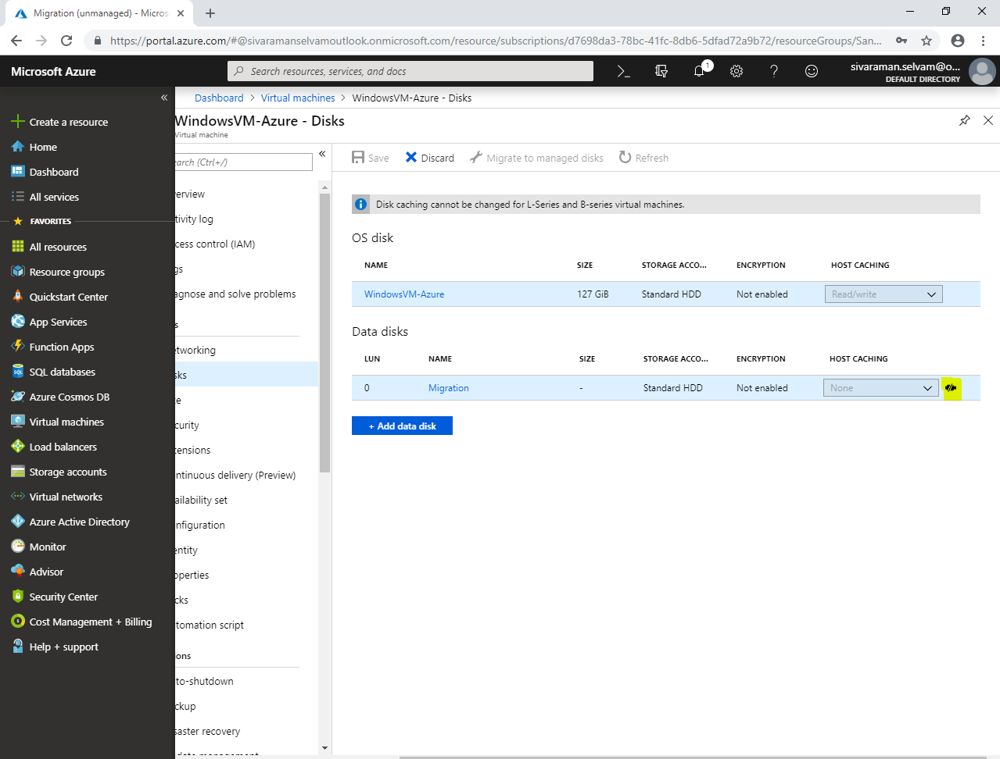 Migration (unmanaged) - Micros
https://portal.azure.com/#@sivaramanselvamoutlook.onmicrosoft.com/resource/subscriptions/d7698da3-78bc-41fc-8db6-5dfad72a9b72/resourceGroups/San...
Microsoft Azure
Search resources, services, and docs
1
sivaraman.selvam@o...
DEFAULT DIRECTORY
Dashboard > Virtual machines > WindowsVM-Azure - Disks
WindowsVM-Azure - Disks
Virtual machine
Create a resource
Home
Dashboard
All services
FAVORITES
All resources
Resource groups
Quickstart Center
App Services
Function Apps
SQL databases
Azure Cosmos DB
Virtual machines
Load balancers
Storage accounts
Virtual networks
Azure Active Directory
Monitor
Advisor
Security Center
Cost Management + Billing
Help + support
earch (Ctrl+/)
erview
tivity log
cess control (IAM)
gs
agnose and solve problems
s
etworking
sks
ze
curity
tensions
ntinuous delivery (Preview)
ailability set
nfiguration
entity
operties
cks
tomation script
ions
to-shutdown
ckup
saster recovery
Save Discard Migrate to managed disks Refresh
Disk caching cannot be changed for L-Series and B-series virtual machines.
OS disk
NAME SIZE STORAGE ACCO... ENCRYPTION HOST CACHING
WindowsVM-Azure 127 GiB Standard HDD Not enabled Read/write
Data disks
LUN NAME SIZE STORAGE ACCO... ENCRYPTION HOST CACHING
0 Migration - Standard HDD Not enabled None
+ Add data disk